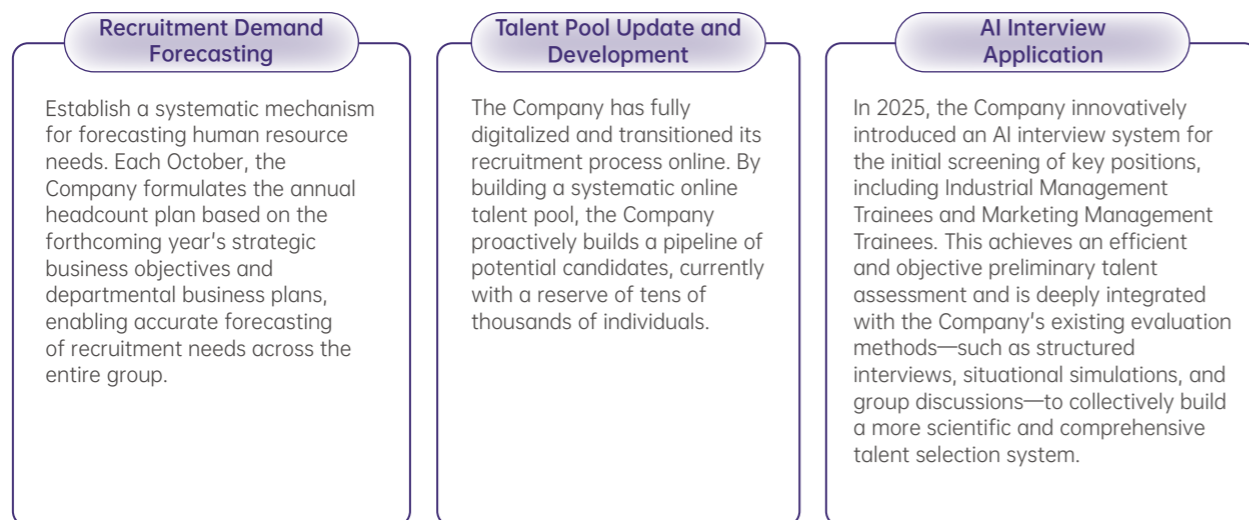 Recruitment Demand
Forecasting
Establish a systematic mechanism
for forecasting human resource
needs. Each October, the
Company formulates the annual
headcount plan based on the
forthcoming year's strategic
business objectives and
departmental business plans,
enabling accurate forecasting
of recruitment needs across the
entire group.
Talent Pool Update and
Development
The Company has fully
digitalized and transitioned its
recruitment process online. By
building a systematic online
talent pool, the Company
proactively builds a pipeline of
potential candidates, currently
with a reserve of tens of
thousands of individuals.
AI Interview
Application
In 2025, the Company innovatively
introduced an AI interview system for
the initial screening of key positions,
including Industrial Management
Trainees and Marketing Management
Trainees. This achieves an efficient
and objective preliminary talent
assessment and is deeply integrated
with the Company's existing evaluation
methods—such as structured
interviews, situational simulations, and
group discussions—to collectively build
a more scientific and comprehensive
talent selection system.